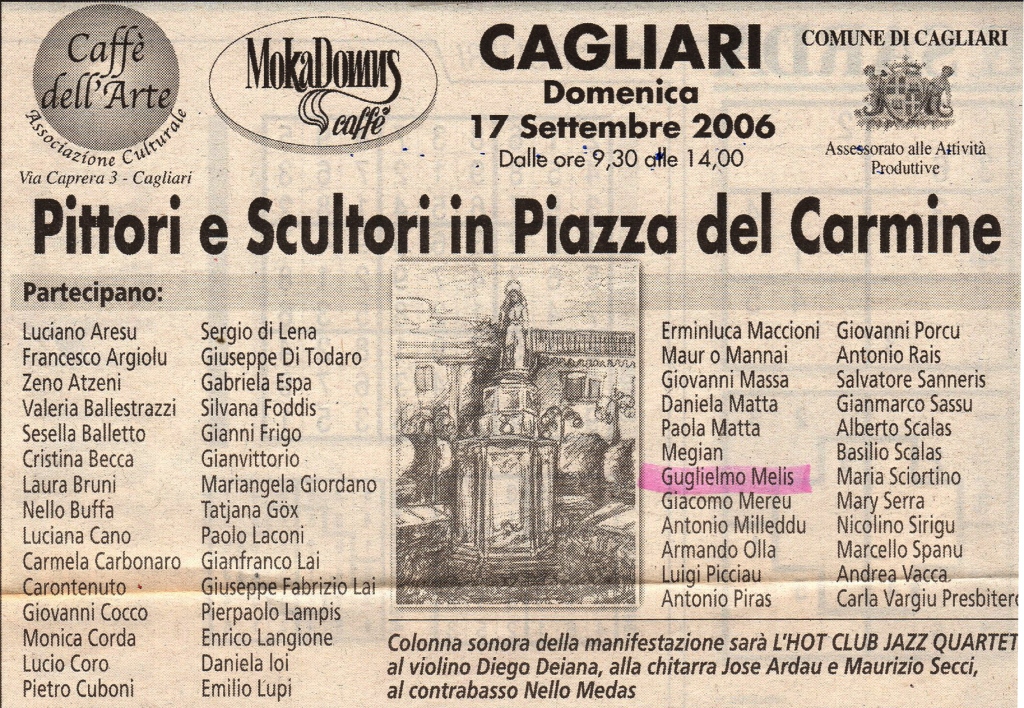 Caffè
dell'Arte
Associazione Culturale
Via Caprera 3 - Cagliari
MokaDomus
caffè
CAGLIARI
Domenica
17 Settembre 2006
Dalle ore 9,30 alle 14,00
COMUNE DI CAGLIARI
Assessorato alle Attività
Produttive
Pittori e Scultori in Piazza del Carmine
Partecipano:
Luciano Aresu
Francesco Argiolu
Zeno Atzeni
Valeria Ballestrazzi
Sesella Balletto
Cristina Becca
Laura Bruni
Nello Buffa
Luciana Cano
Carmela Carbonaro
Carontenuto
Giovanni Cocco
Monica Corda
Lucio Coro
Pietro Cuboni
Sergio di Lena
Giuseppe Di Todaro
Gabriela Espa
Silvana Foddis
Gianni Frigo
Gianvittorio
Mariangela Giordano
Tatjana Göx
Paolo Laconi
Gianfranco Lai
Giuseppe Fabrizio Lai
Pierpaolo Lampis
Enrico Langione
Daniela loi
Emilio Lupi
Erminluca Maccioni
Maur o Mannai
Giovanni Massa
Daniela Matta
Paola Matta
Megian
Guglielmo Melis
Giacomo Mereu
Antonio Milleddu
Armando Olla
Luigi Picciau
Antonio Piras
Giovanni Porcu
Antonio Rais
Salvatore Sanneris
Gianmarco Sassu
Alberto Scalas
Basilio Scalas
Maria Sciortino
Mary Serra
Nicolino Sirigu
Marcello Spanu
Andrea Vacca
Carla Vargiu Presbitero
Colonna sonora della manifestazione sarà L'HOT CLUB JAZZ QUARTET
al violino Diego Deiana, alla chitarra Jose Ardau e Maurizio Secci,
al contrabasso Nello Medas